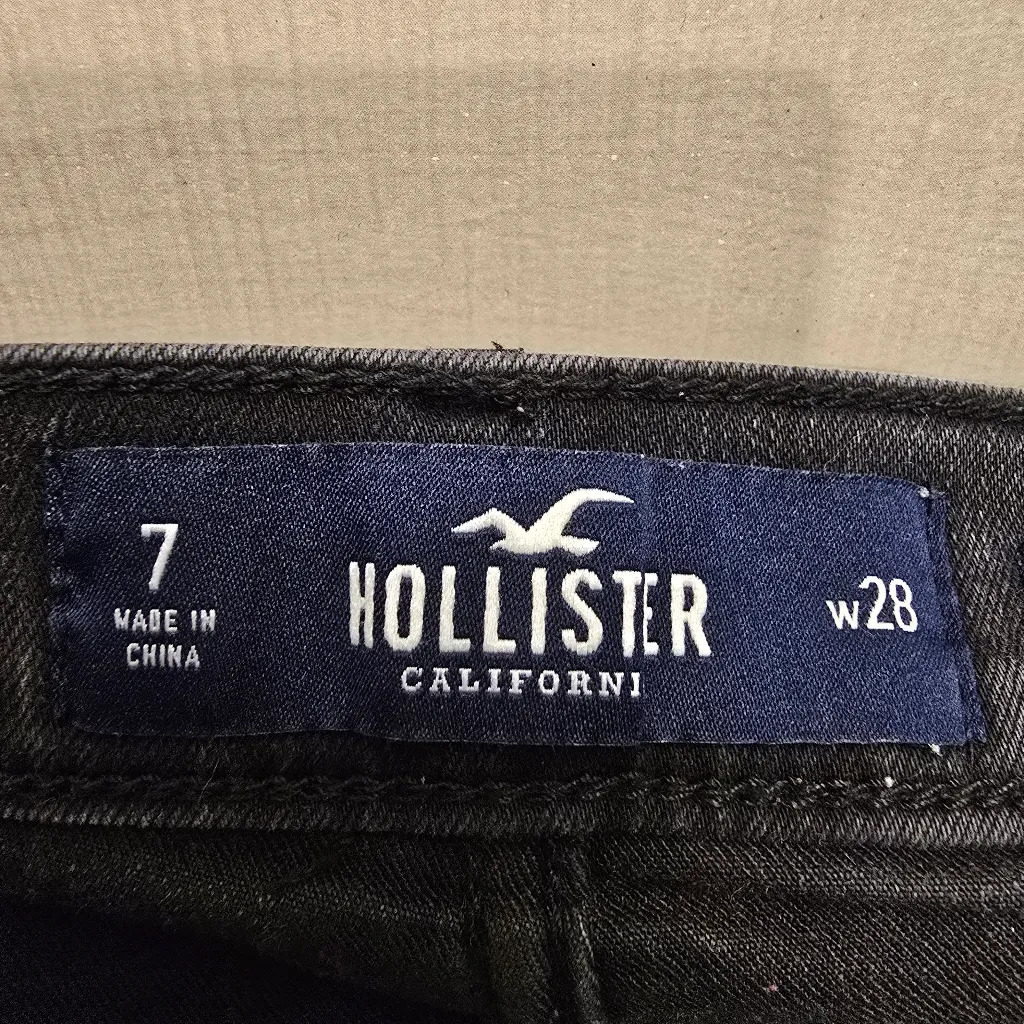 7
MADE IN
CHINA
HOLLISTER
CALIFORNI
W28